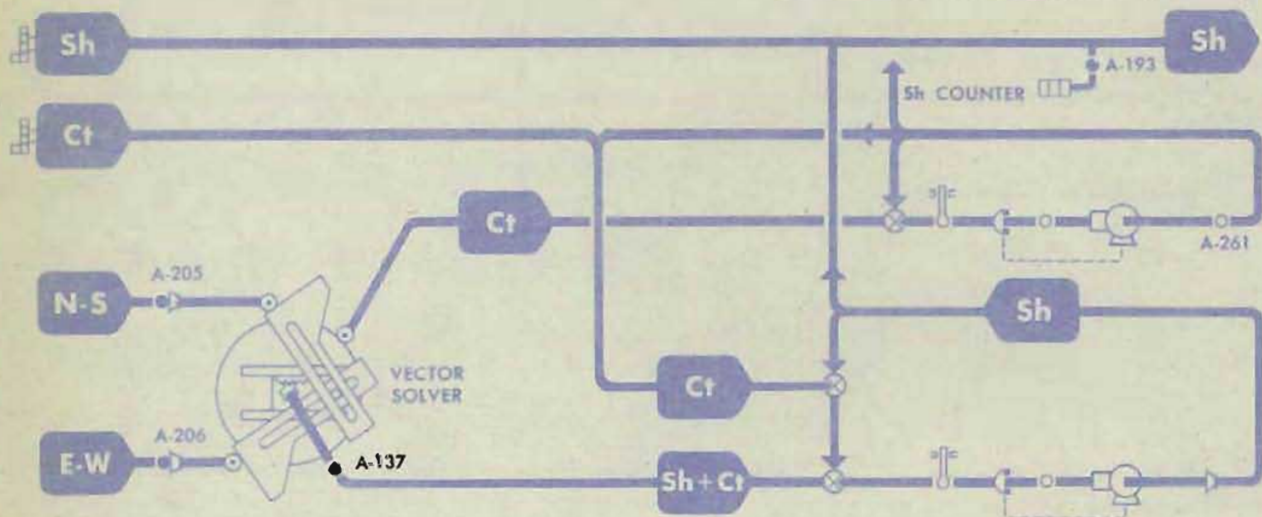 Sh
Sh
A-193
Sh COUNTER
Ct
Ct
A-261
A-205
N-S
Sh
VECTOR
SOLVER
Ct
A-206
E-W
A-137
Sh+Ct